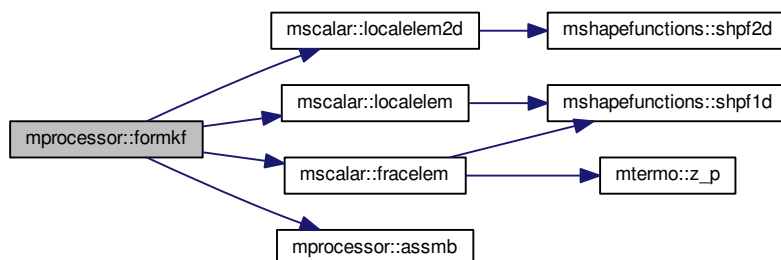 mprocessor::formkf
mscalar::localelem2d
mshapefunctions::shpf2d
mscalar::localelem
mshapefunctions::shpf1d
mscalar::fracelem
mtermo::z_p
mprocessor::assmb